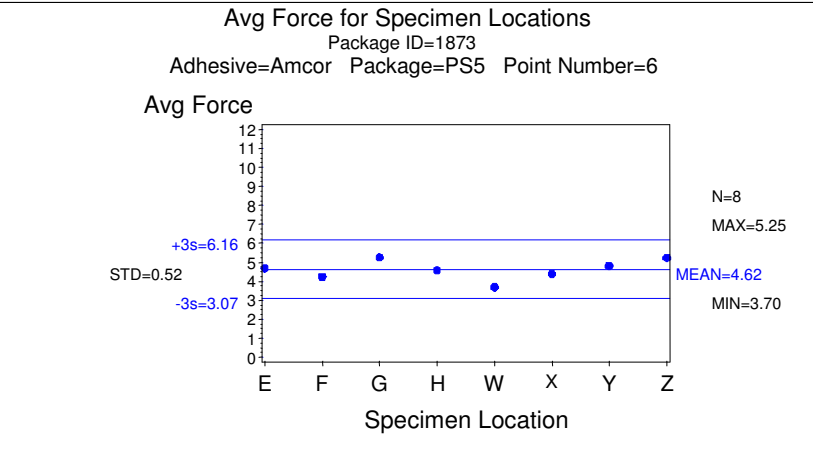 Avg Force for Specimen Locations
Package ID=1873
Adhesive=Amcor Package=PS5 Point Number=6
Avg Force
12
11
10
9
8
7
6
5
4
3
2
1
0
+3s=6.16
STD=0.52
-3s=3.07
N=8
MAX=5.25
MEAN=4.62
MIN=3.70
E F G H W X Y Z
Specimen Location